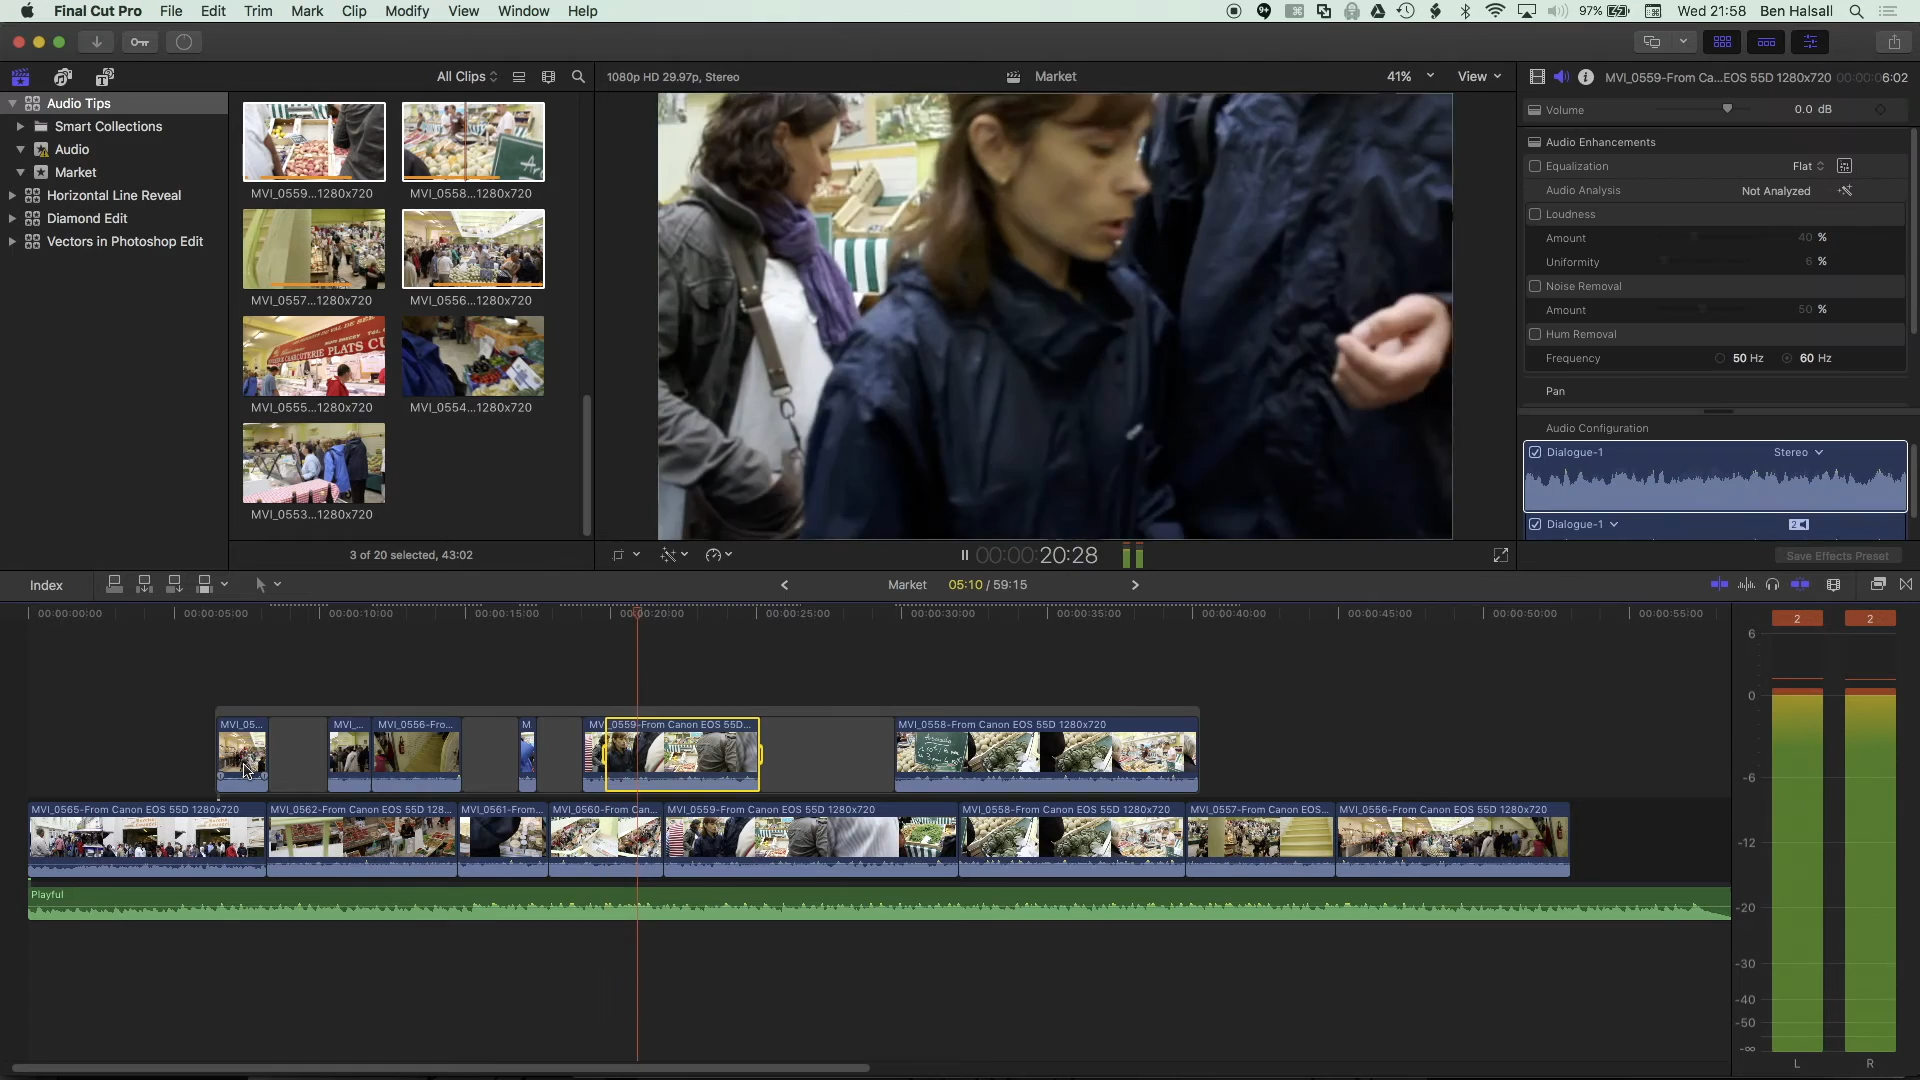 Final Cut Pro File Edit Trim Mark Clip Modify View Window Help
97% Wed 21:58 Ben Halsall
All Clips
1080p HD 29.97p, Stereo
Market
41% View
MVI_0559-From Ca...EOS 55D 1280x720 00:00:06:02
Audio Tips
Smart Collections
Audio
Market
Horizontal Line Reveal
Diamond Edit
Vectors in Photoshop Edit
MVI_0559...1280x720 MVI_0558...1280x720
MVI_0557...1280x720 MVI_0556...1280x720
MVI_0555...1280x720 MVI_0554...1280x720
MVI_0553...1280x720
3 of 20 selected, 43:02
00:00:20:28
Volume 0.0 dB
Audio Enhancements
Equalization Flat
Audio Analysis Not Analyzed
Loudness
Amount 40 %
Uniformity 6 %
Noise Removal
Amount 50 %
Hum Removal
Frequency 50 Hz 60 Hz
Pan
Audio Configuration
Dialogue-1 Stereo
Dialogue-1 2
Save Effects Preset
Index
Market 05:10 / 59:15
00:00:00:00 00:00:05:00 00:00:10:00 00:00:15:00 00:00:20:00 00:00:25:00 00:00:30:00 00:00:35:00 00:00:40:00 00:00:45:00 00:00:50:00 00:00:55:00
MVI_05... MVI_... MVI_0556-Fro... M. MV _0559-From Canon EOS 55D... MVI_0558-From Canon EOS 55D 1280x720
MVI_0565-From Canon EOS 55D 1280x720 MVI_0562-From Canon EOS 55D 128... MVI_0561-From... MVI_0560-From Can... MVI_0559-From Canon EOS 55D 1280x720 MVI_0558-From Canon EOS 55D 1280x720 MVI_0557-From Canon EOS... MVI_0556-From Canon EOS 55D 1280x720
Playful
2 2
6
0
-6
-12
-20
-30
-40
-50
-∞
L R